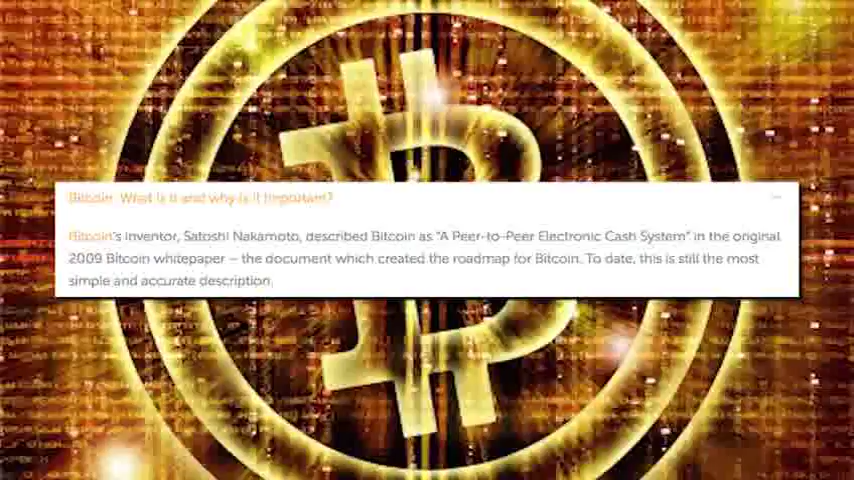 Bitcoin: What is it and why is it important?
Bitcoin's inventor, Satoshi Nakamoto, described Bitcoin as "A Peer-to-Peer Electronic Cash System" in the original
2009 Bitcoin whitepaper – the document which created the roadmap for Bitcoin. To date, this is still the most
simple and accurate description.